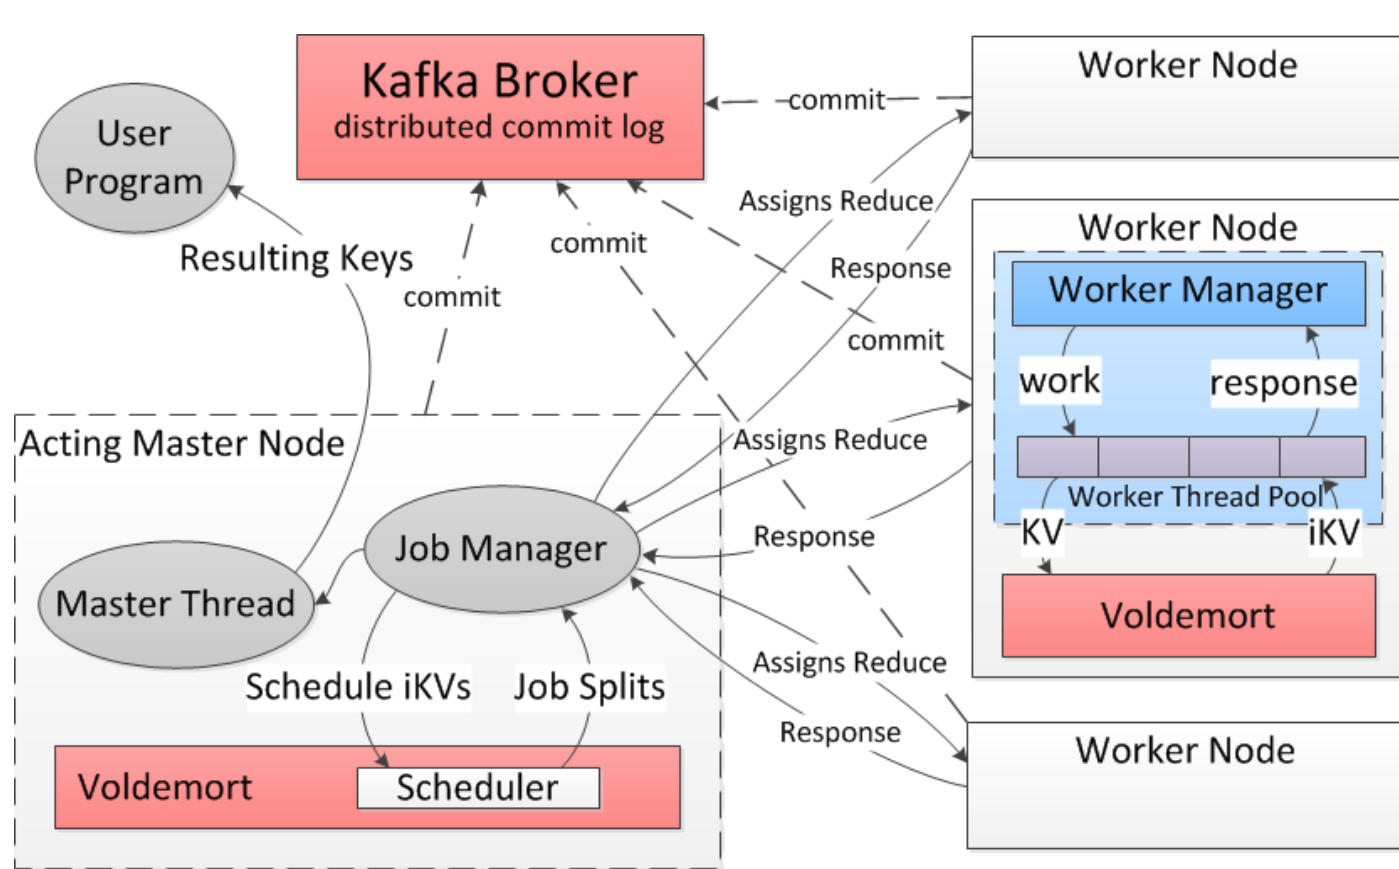 Kafka Broker
distributed commit log
User
Program
Resulting Keys
commit
commit
commit
commit
Worker Node
Assigns Reduce
Response
Worker Node
Worker Manager
work
response
Worker Thread Pool
KV
iKV
Voldemort
Acting Master Node
Assigns Reduce
Response
Job Manager
Master Thread
Schedule iKVs
Job Splits
Voldemort
Scheduler
Assigns Reduce
Response
Worker Node